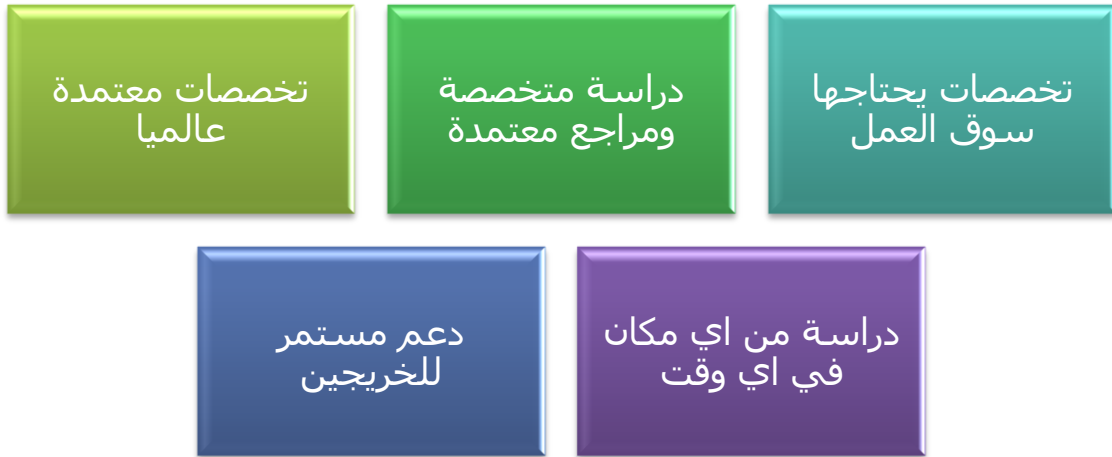 تخصصات يحتاجها
سوق العمل
دراسة متخصصة
ومراجع معتمدة
تخصصات معتمدة
عالميا
دراسة من اي مكان
في اي وقت
دعم مستمر
للخريجين